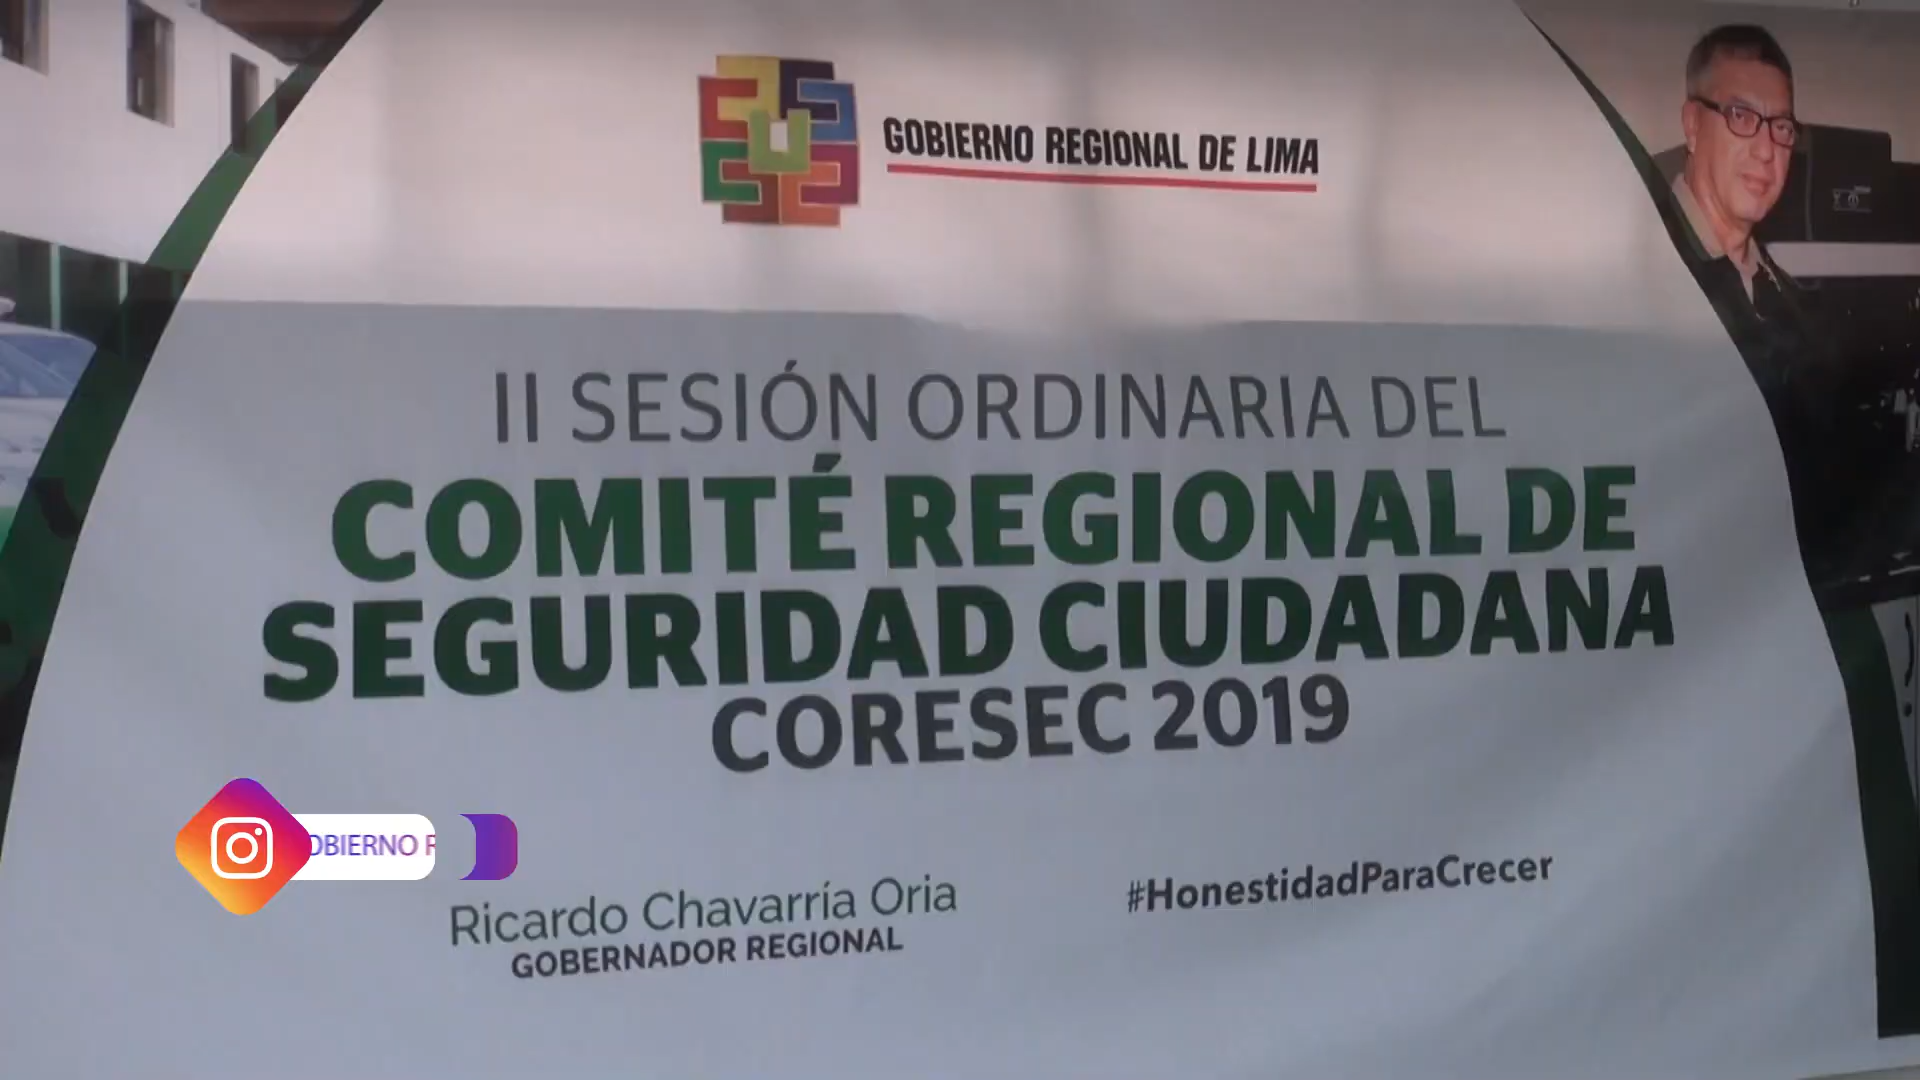 GOBIERNO REGIONAL DE LIMA
II SESIÓN ORDINARIA DEL
COMITÉ REGIONAL DE
SEGURIDAD CIUDADANA
CORESEC 2019
OBIERNO R
Ricardo Chavarría Oria
GOBERNADOR REGIONAL
#HonestidadParaCrecer